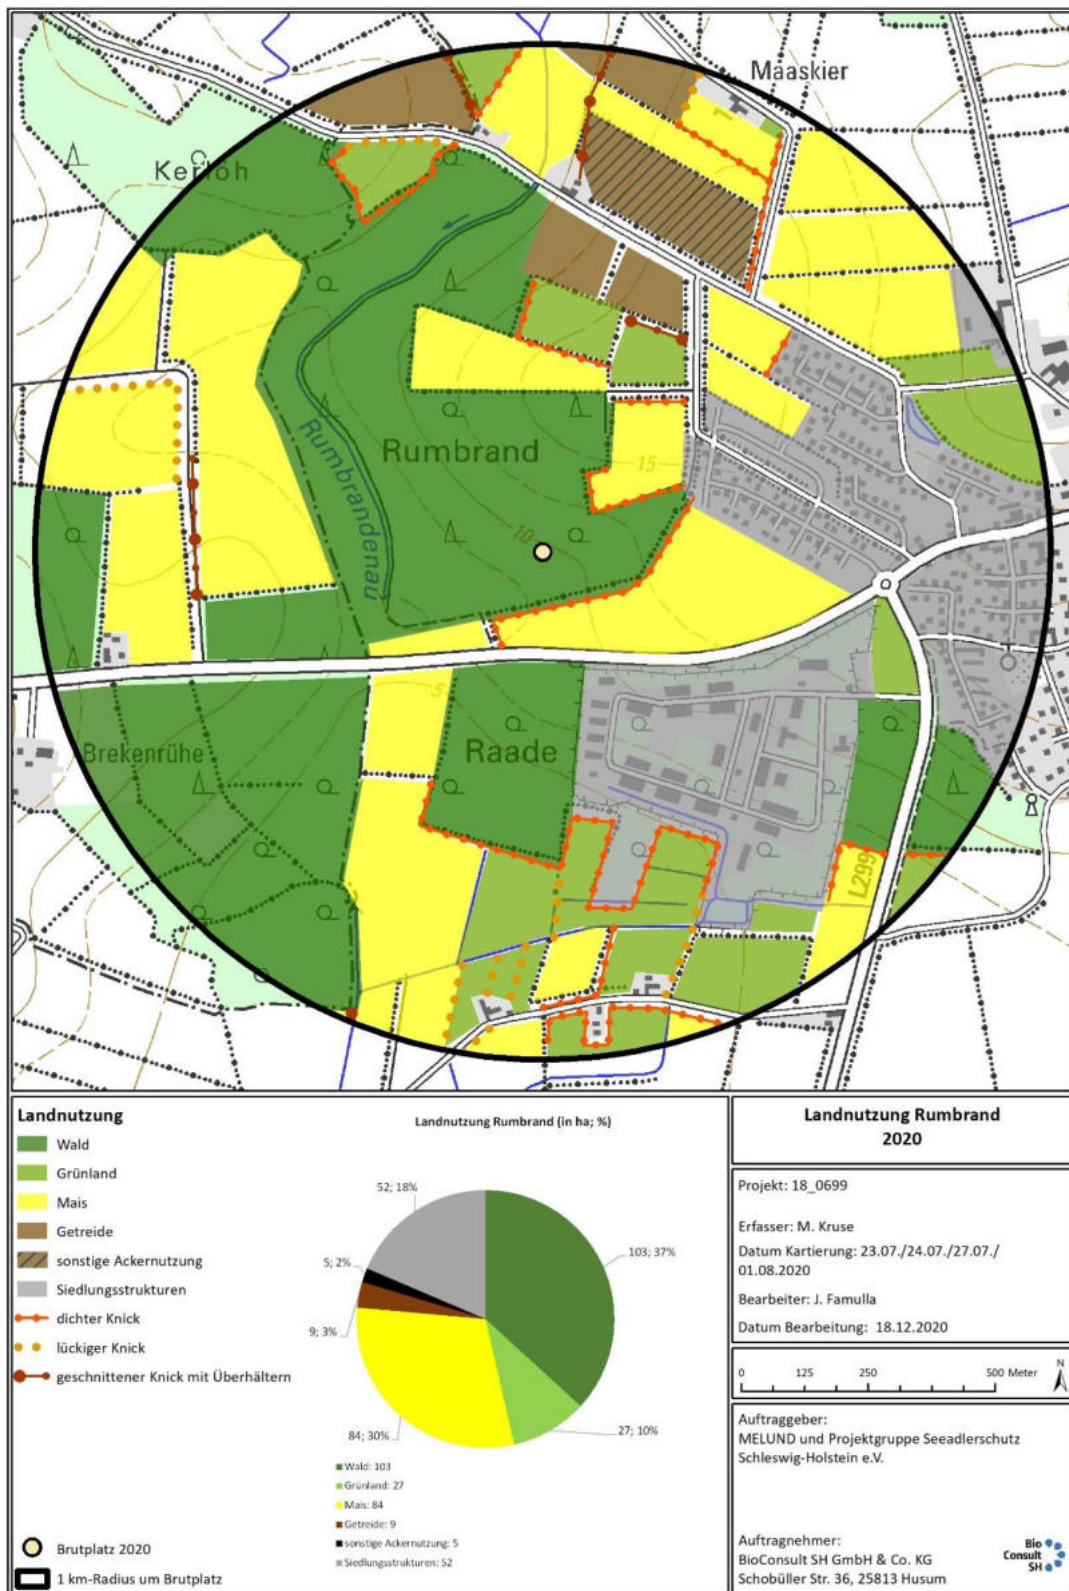 Maaskier
Kerloh
1
Rumbrand
15
Rumbrandenau
10
5
Brekenrühe
Raade
L299
Landnutzung
Wald
Grünland
Mais
Getreide
sonstige Ackernutzung
Siedlungsstrukturen
dichter Knick
lückiger Knick
geschnittener Knick mit Überhältern
Brutplatz 2020
1 km-Radius um Brutplatz
Landnutzung Rumbrand (in ha; %)
52; 18%
103; 37%
5; 2%
9; 3%
84; 30%
27; 10%
Wald: 103
Grünland: 27
Mais: 84
Getreide: 9
sonstige Ackernutzung: 5
Siedlungsstrukturen: 52
Landnutzung Rumbrand
2020
Projekt: 18_0699
Erfasser: M. Kruse
Datum Kartierung: 23.07./24.07./27.07./
01.08.2020
Bearbeiter: J. Famulla
Datum Bearbeitung: 18.12.2020
0 125 250 500 Meter
N
Auftraggeber:
MELUND und Projektgruppe Seeadlerschutz
Schleswig-Holstein e.V.
Auftragnehmer:
BioConsult SH GmbH & Co. KG
Schobüller Str. 36, 25813 Husum
Bio
Consult
SH